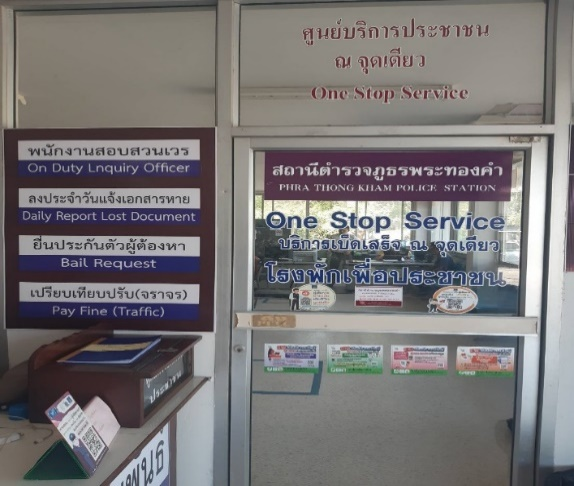 ศูนย์บริการประชาชน
ณ จุดเดียว
One Stop Service
พนักงานสอบสวนเวร
On Duty Lnquiry Officer
ลงประจำวันแจ้งเอกสารหาย
Daily Report Lost Document
ยื่นประกันตัวผู้ต้องหา
Bail Request
เปรียบเทียบปรับ(จราจร)
Pay Fine (Traffic)
สถานีตำรวจภูธรพระทองคำ
PHRA THONG KHAM POLICE STATION
One Stop Service
บริการเบ็ดเสร็จ ณ จุดเดียว
โรงพักเพื่อประชาชน
ประชาชน